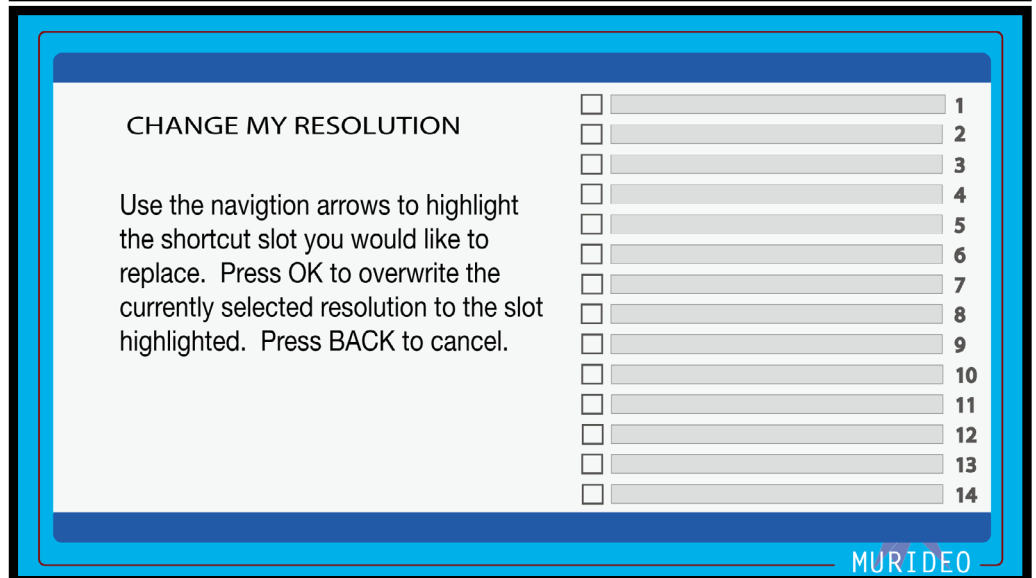 CHANGE MY RESOLUTION
Use the navigtion arrows to highlight
the shortcut slot you would like to
replace.  Press OK to overwrite the
currently selected resolution to the slot
highlighted.  Press BACK to cancel.
1
2
3
4
5
6
7
8
9
10
11
12
13
14
MURIDEO